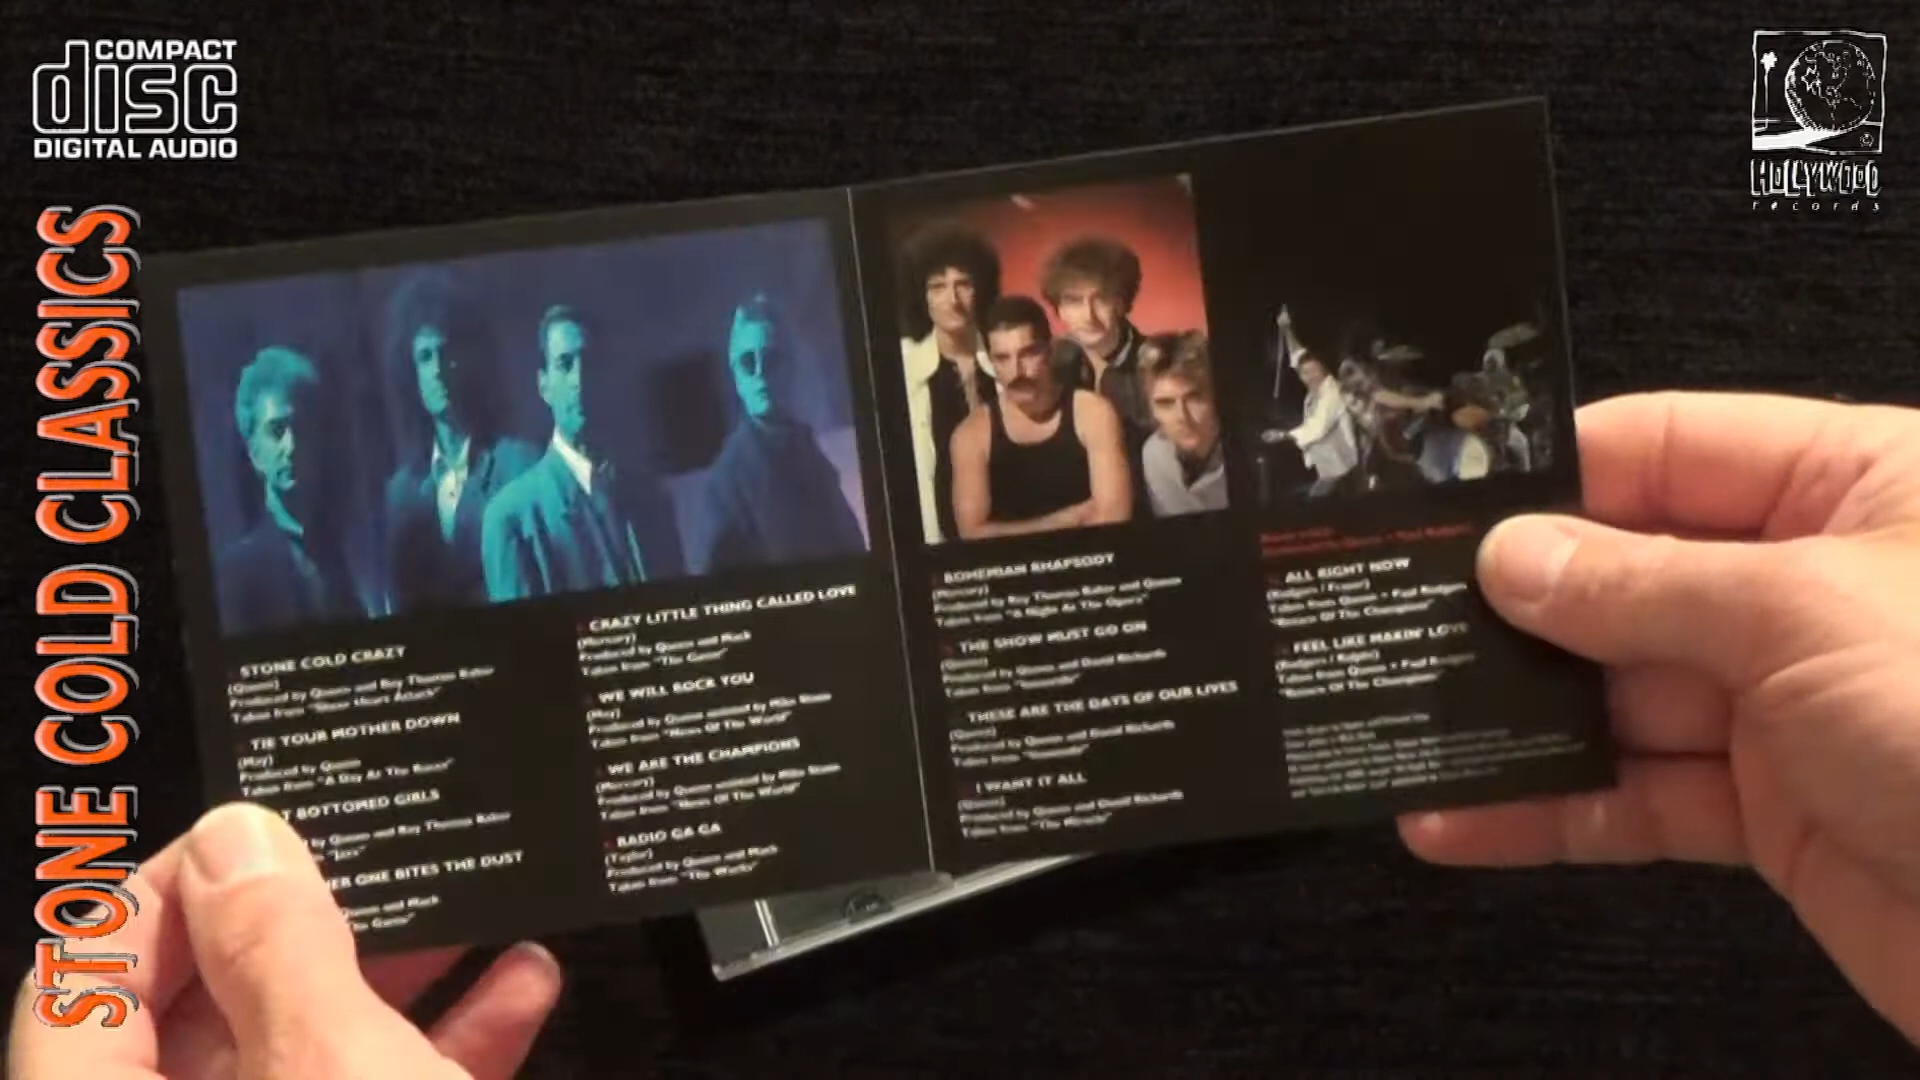 COMPACT
disc
DIGITAL AUDIO
HOLLYWOOD
records
STONE COLD CLASSICS
STONE COLD CRAZY
(Queen)
Produced by Queen and Roy Thomas Baker
Taken from "Sheer Heart Attack"
TIE YOUR MOTHER DOWN
(May)
Produced by Queen
Taken from "A Day At The Races"
BOTTOMED GIRLS
by Queen and Roy Thomas Baker
"Jazz"
ONE BITES THE DUST
Queen and Mack
CRAZY LITTLE THING CALLED LOVE
(Mercury)
Produced by Queen and Mack
Taken from "The Game"
WE WILL ROCK YOU
(May)
Produced by Queen assisted by Mike Stone
Taken from "News Of The World"
WE ARE THE CHAMPIONS
(Mercury)
Produced by Queen assisted by Mike Stone
Taken from "News Of The World"
RADIO GA GA
(Taylor)
Produced by Queen and Mack
Taken from "The Works"
BOHEMIAN RHAPSODY
(Mercury)
Produced by Roy Thomas Baker and Queen
Taken from "A Night At The Opera"
THE SHOW MUST GO ON
(Queen)
Produced by Queen and David Richards
Taken from "Innuendo"
THESE ARE THE DAYS OF OUR LIVES
(Queen)
Produced by Queen and David Richards
Taken from "Innuendo"
I WANT IT ALL
(Queen)
Produced by Queen and David Richards
Taken from "The Miracle"
ALL RIGHT NOW
(Rodgers / Fraser)
Taken from Queen + Paul Rodgers
"Return Of The Champions"
FEEL LIKE MAKIN' LOVE
(Rodgers / Ralphs)
Taken from Queen + Paul Rodgers
"Return Of The Champions"